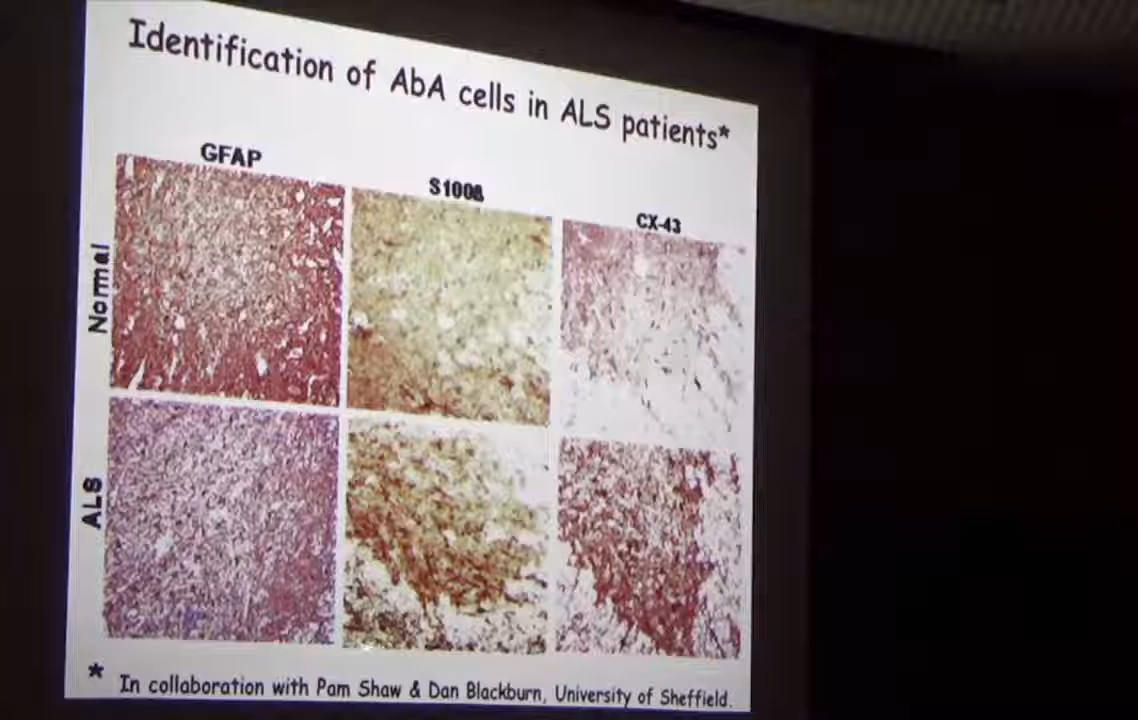 Identification of AbA cells in ALS patients*
GFAP
S100β
CX-43
Normal
ALS
* In collaboration with Pam Shaw & Dan Blackburn, University of Sheffield.